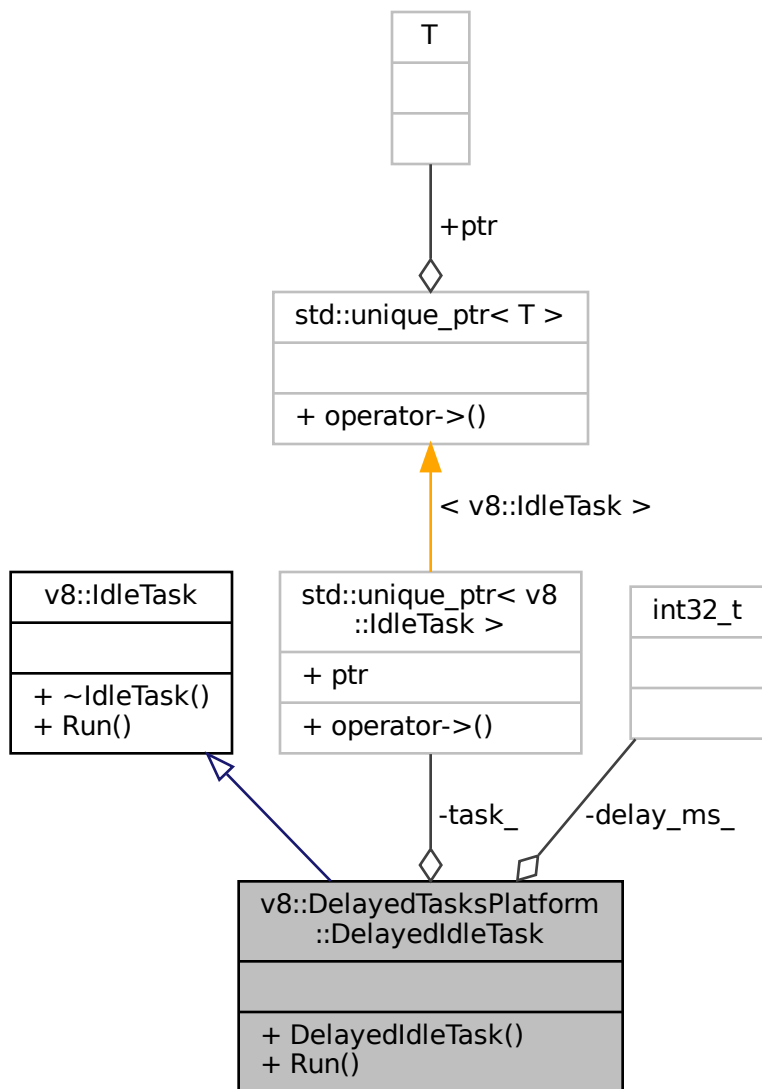 T
+ptr
std::unique_ptr< T >
+ operator->()
< v8::IdleTask >
v8::IdleTask
+ ~IdleTask()
+ Run()
std::unique_ptr< v8
::IdleTask >
+ ptr
+ operator->()
int32_t
-task_
-delay_ms_
v8::DelayedTasksPlatform
::DelayedIdleTask
+ DelayedIdleTask()
+ Run()